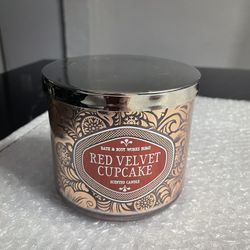 BATH & BODY WORKS HOME
RED VELVET
CUPCAKE
SCENTED CANDLE